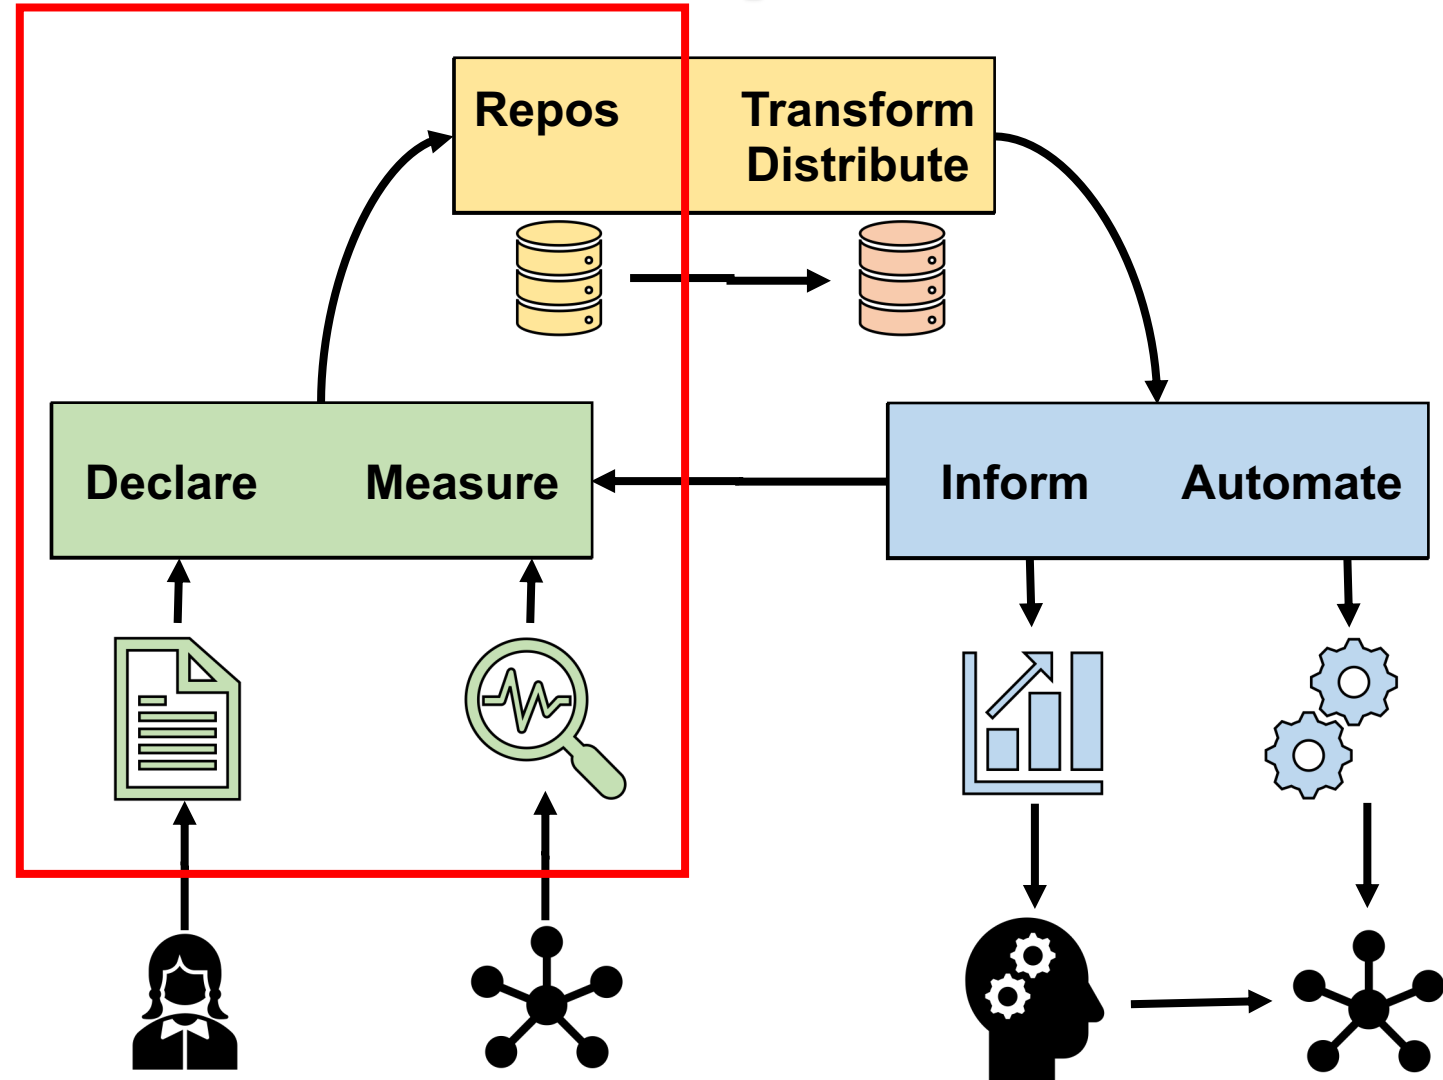 Repos
Transform
Distribute
Declare
Measure
Inform
Automate